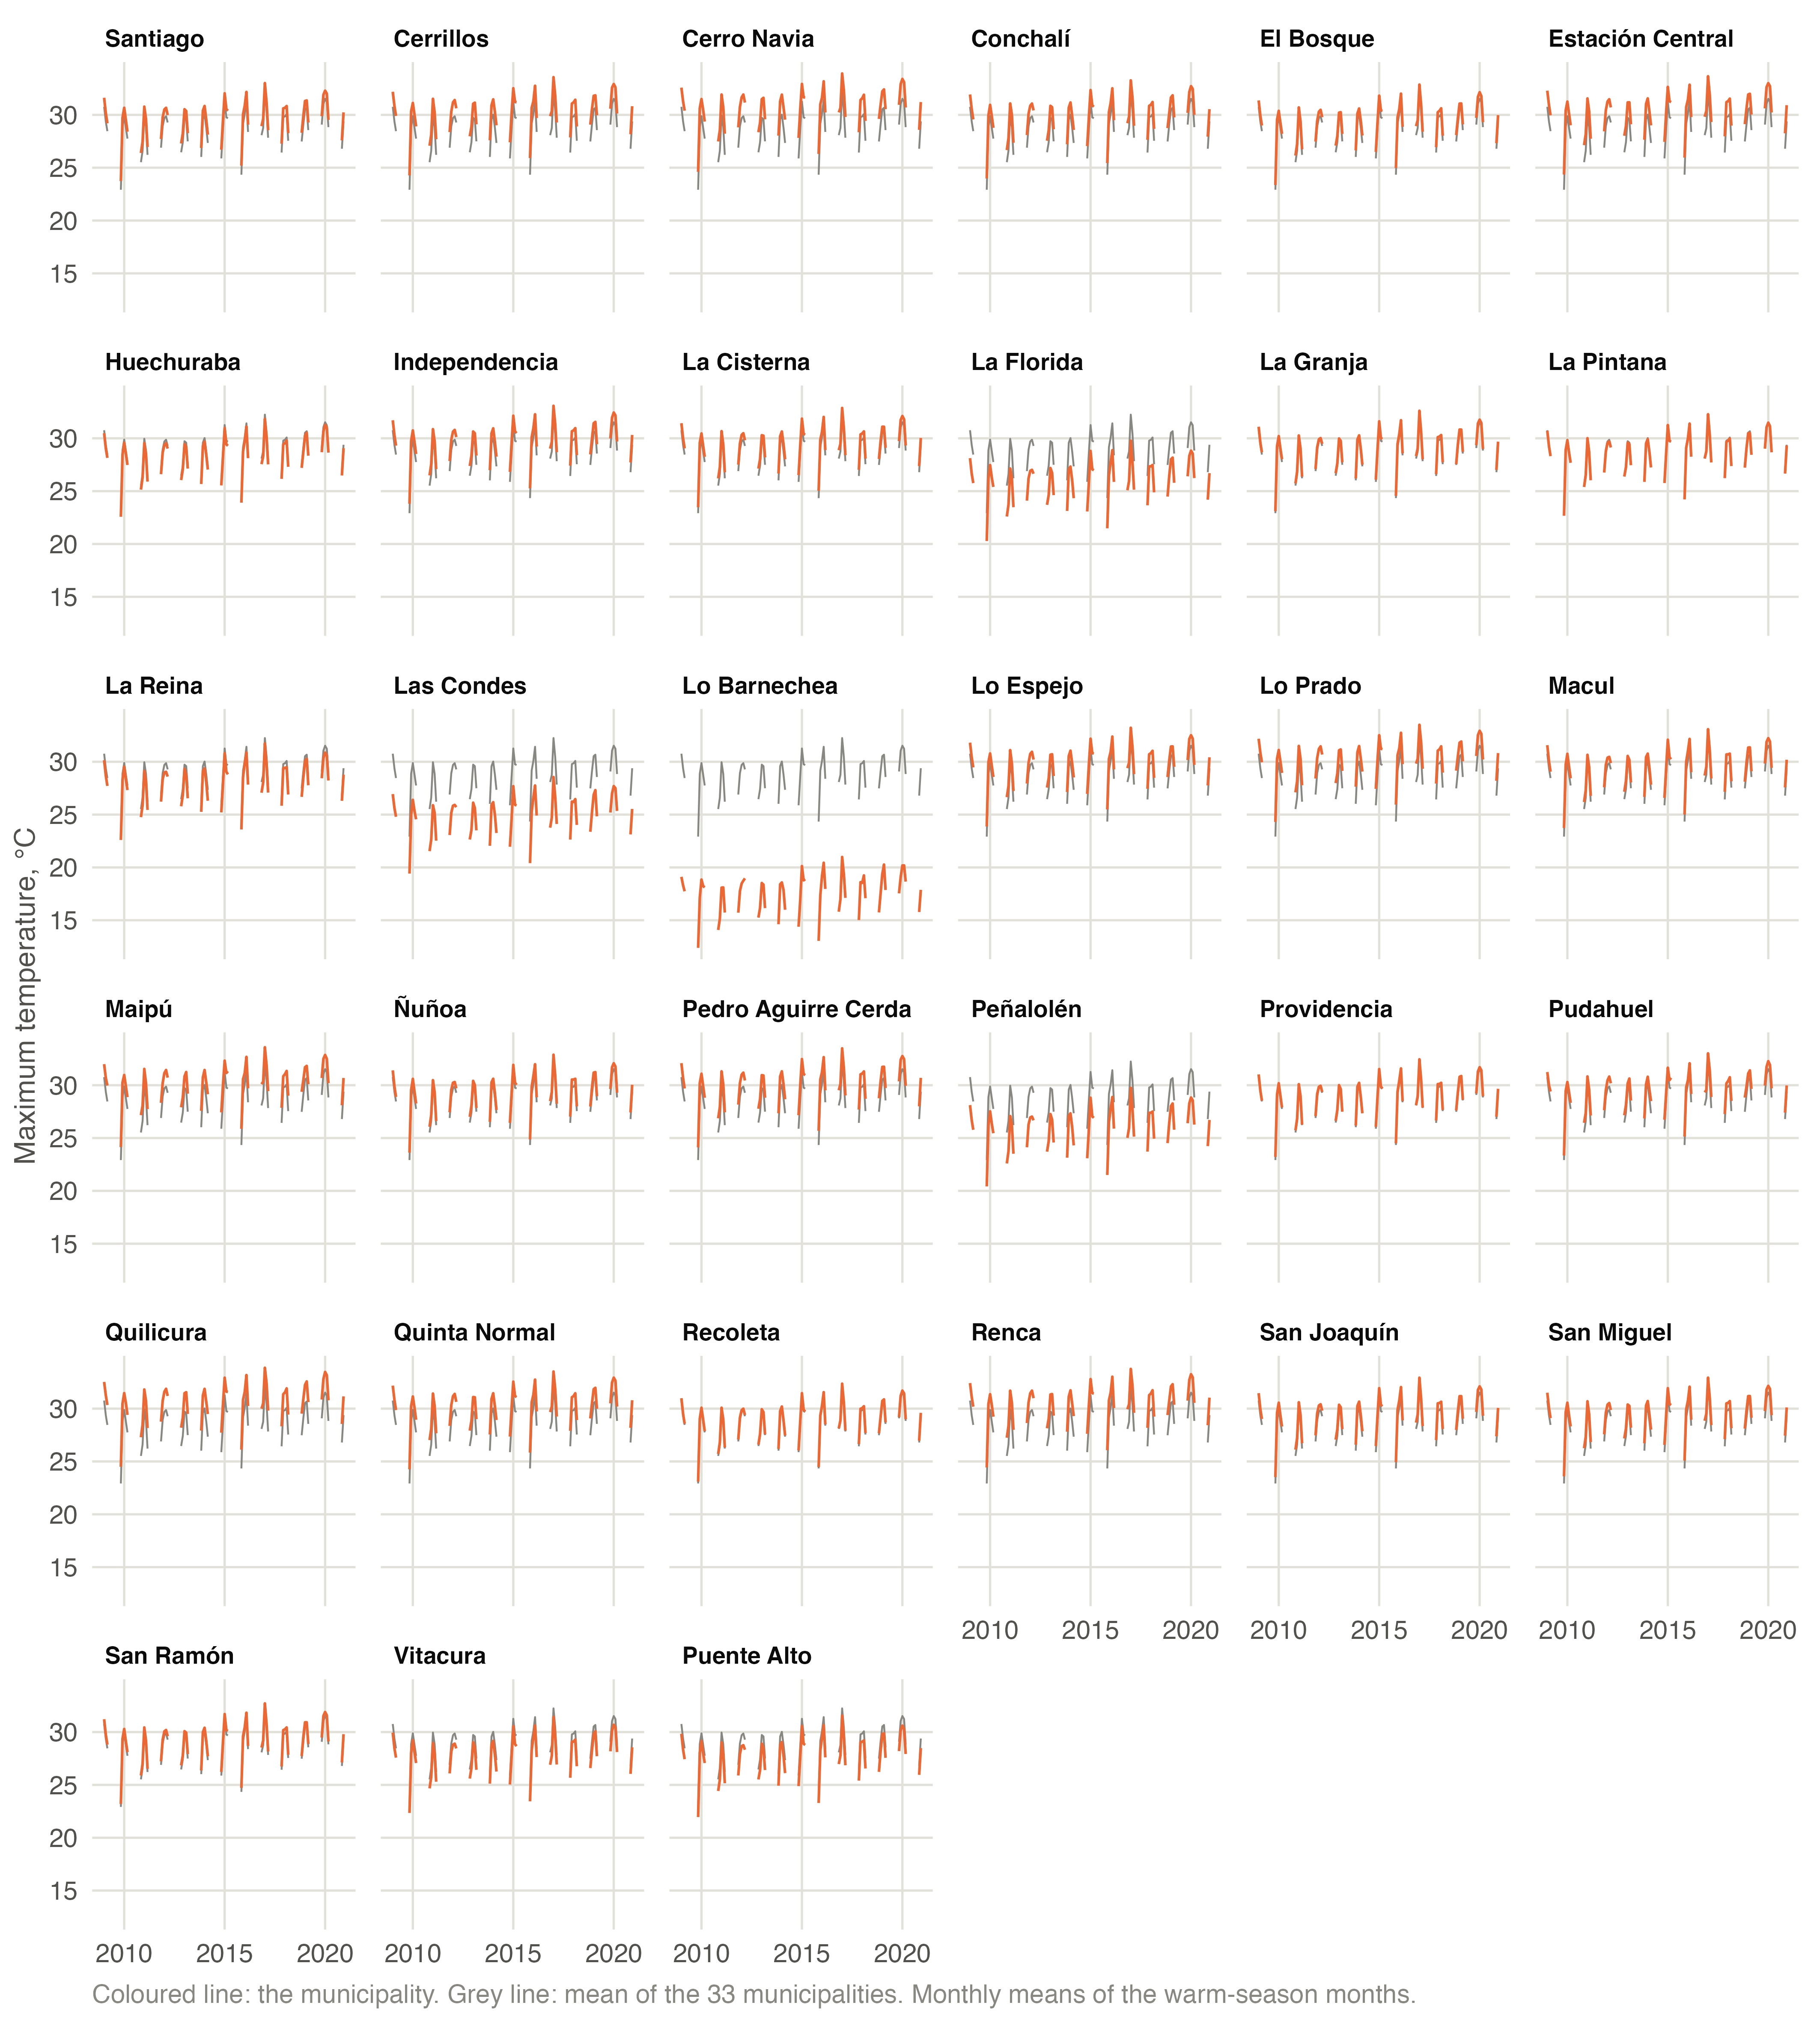 Santiago Cerrillos Cerro Navia Conchalí El Bosque Estación Central
30
25
20
15
Huechuraba Independencia La Cisterna La Florida La Granja La Pintana
30
25
20
15
La Reina Las Condes Lo Barnechea Lo Espejo Lo Prado Macul
30
25
20
15
Maximum temperature, °C
Maipú Ñuñoa Pedro Aguirre Cerda Peñalolén Providencia Pudahuel
30
25
20
15
Quilicura Quinta Normal Recoleta Renca San Joaquín San Miguel
30
25
20
15
2010 2015 2020 2010 2015 2020 2010 2015 2020
San Ramón Vitacura Puente Alto
30
25
20
15
2010 2015 2020 2010 2015 2020 2010 2015 2020
Coloured line: the municipality. Grey line: mean of the 33 municipalities. Monthly means of the warm-season months.